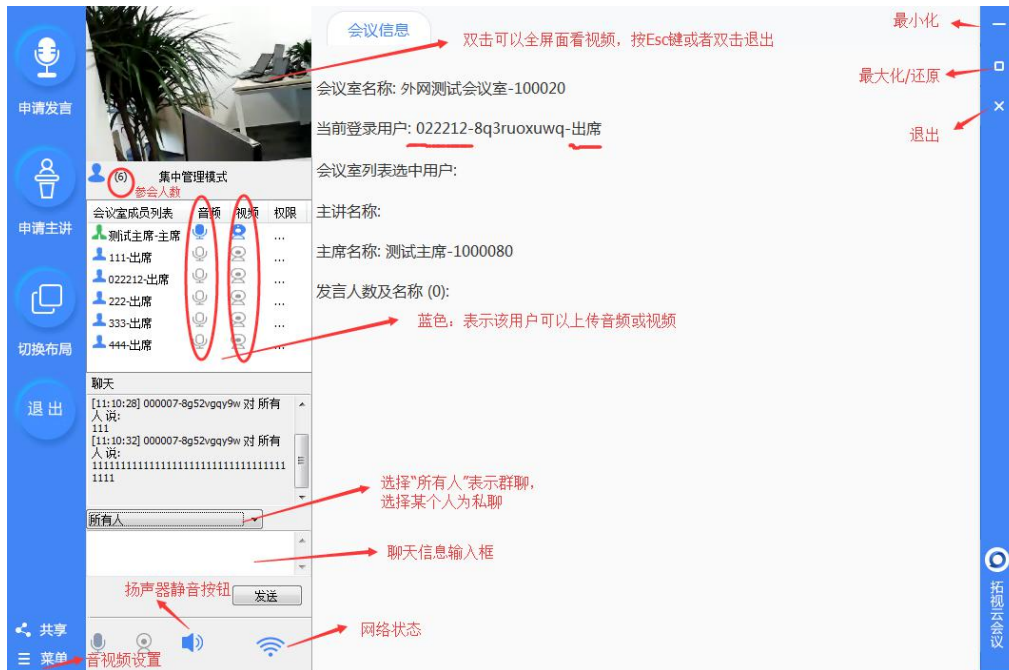 申请发言
申请主讲
切换布局
退 出
共享
菜单
(6) 集中管理模式
参会人数
会议室成员列表 音频 视频 权限
测试主席-主席 ...
111-出席 ...
022212-出席 ...
222-出席 ...
333-出席 ...
444-出席 ...
聊天
[11:10:28] 000007-8g52vgqy9w 对 所有
人 说:
111
[11:10:32] 000007-8g52vgqy9w 对 所有
人 说:
1111111111111111111111111111111111
1111
所有人
扬声器静音按钮
发送
音视频设置
会议信息
双击可以全屏面看视频，按Esc键或者双击退出
会议室名称: 外网测试会议室-100020
当前登录用户: 022212-8q3ruoxuwq-出席
会议室列表选中用户:
主讲名称:
主席名称: 测试主席-1000080
发言人数及名称 (0):
蓝色：表示该用户可以上传音频或视频
选择“所有人”表示群聊，
选择某个人为私聊
聊天信息输入框
网络状态
最小化
最大化/还原
退出
拓视云会议